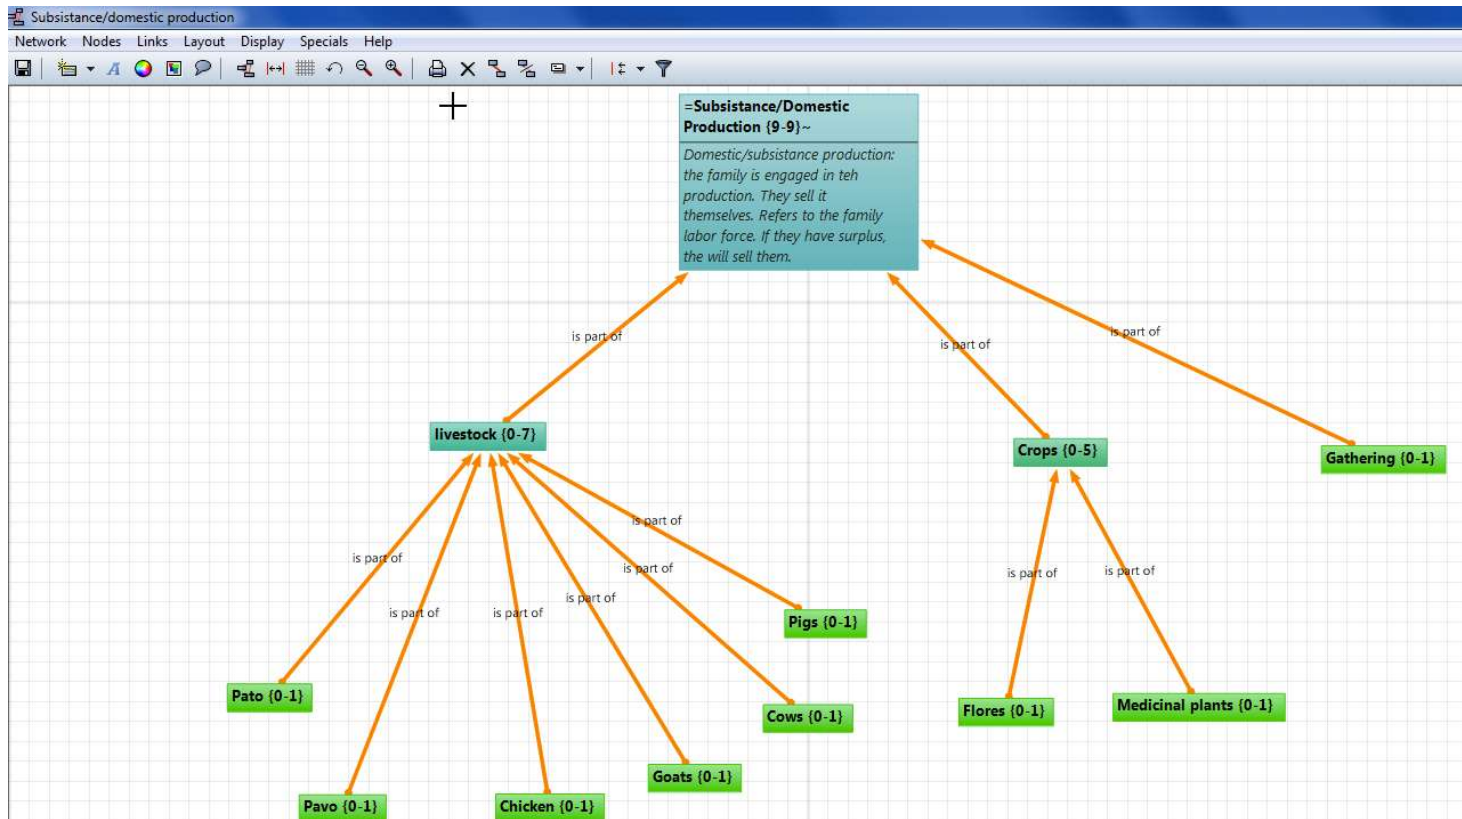 Subsistance/domestic production
Network Nodes Links Layout Display Specials Help
=Subsistance/Domestic
Production {9-9}~
Domestic/subsistance production:
the family is engaged in teh
production. They sell it
themselves. Refers to the family
labor force. If they have surplus,
the will sell them.
is part of
is part of
is part of
livestock {0-7}
Crops {0-5}
Gathering {0-1}
is part of
is part of
is part of
is part of
is part of
is part of
is part of
is part of
Pigs {0-1}
Pato {0-1}
Cows {0-1}
Flores {0-1}
Medicinal plants {0-1}
Goats {0-1}
Pavo {0-1}
Chicken {0-1}